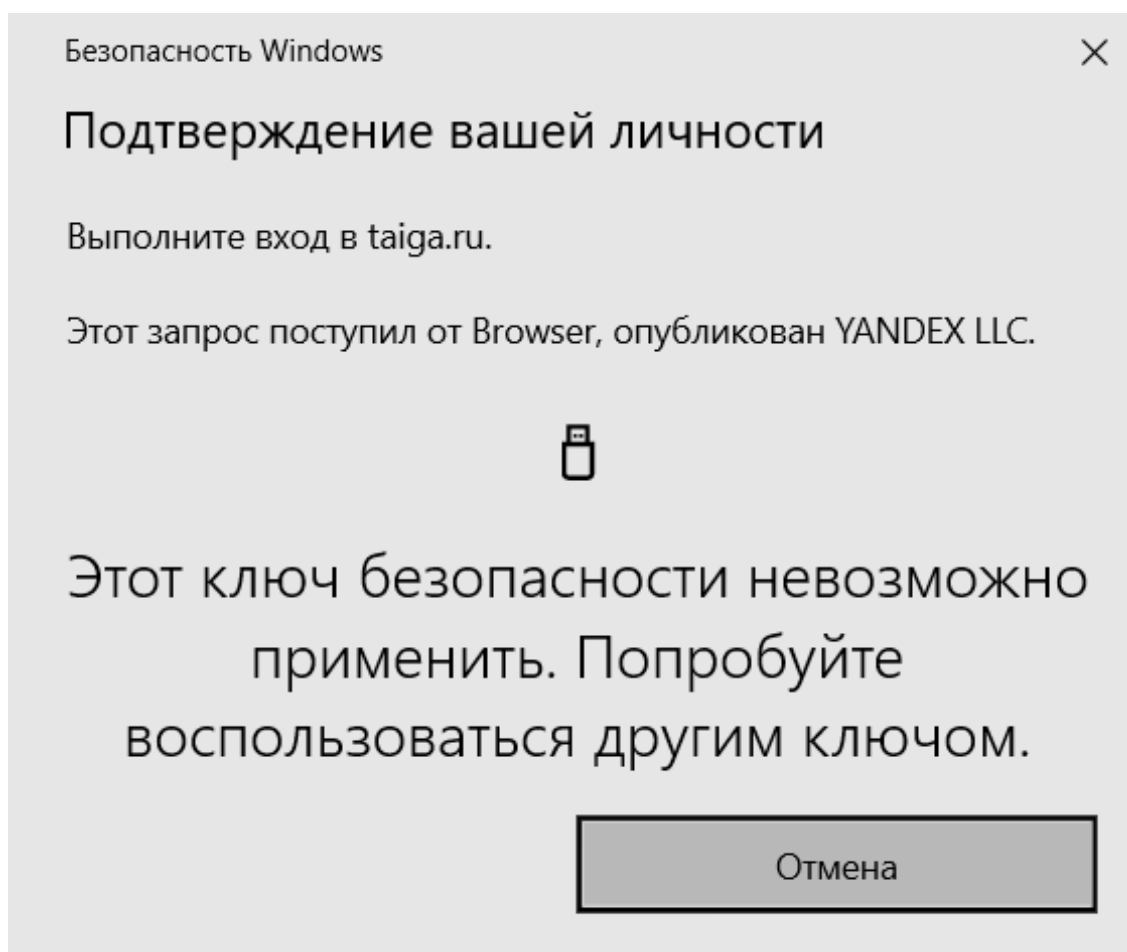 Безопасность Windows
Подтверждение вашей личности
Выполните вход в taiga.ru.
Этот запрос поступил от Browser, опубликован YANDEX LLC.
Этот ключ безопасности невозможно
применить. Попробуйте
воспользоваться другим ключом.
Отмена